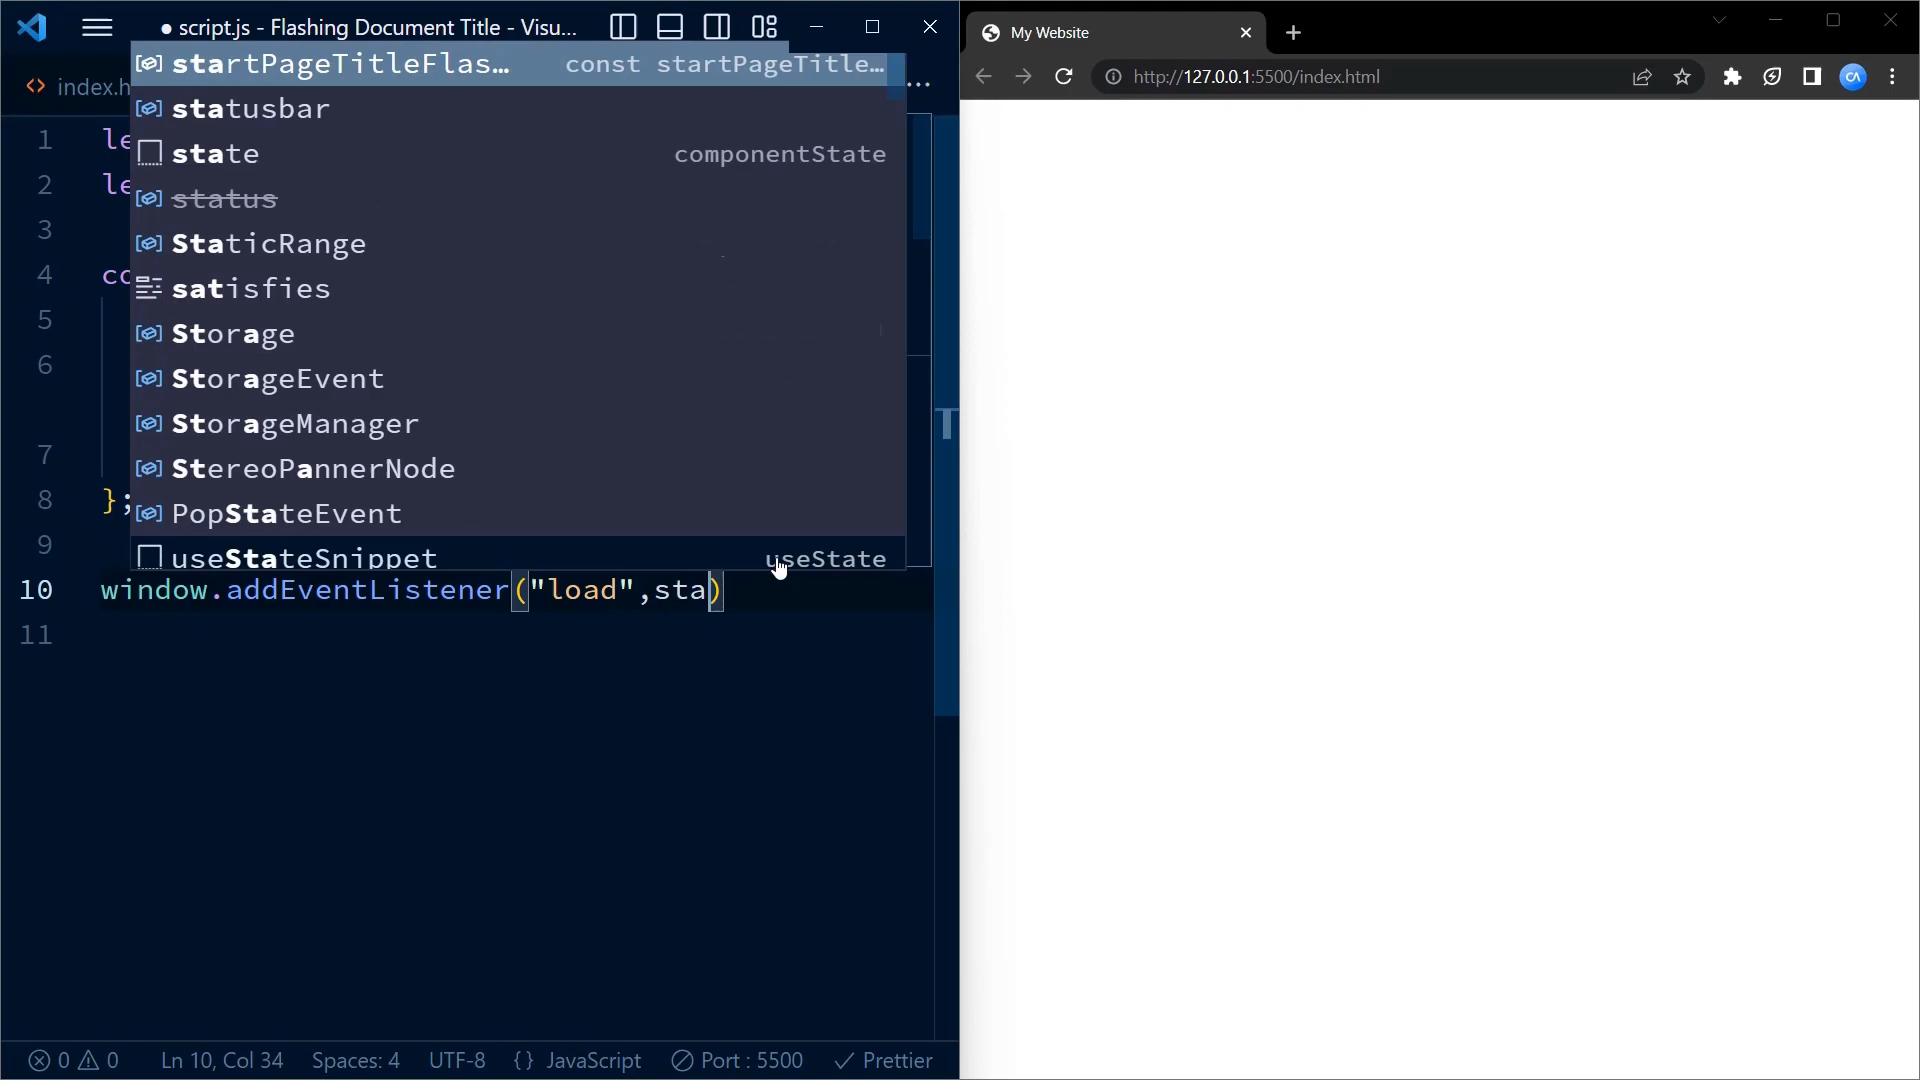 ● script.js - Flashing Document Title - Visu...
My Website
http://127.0.0.1:5500/index.html
index.h
startPageTitleFlas… const startPageTitle…
statusbar
state componentState
status
StaticRange
satisfies
Storage
StorageEvent
StorageManager
StereoPannerNode
PopStateEvent
useStateSnippet useState
1 le
2 le
3
4 co
5
6
7
8 };
9
10 window.addEventListener("load",sta)
11
0 0 Ln 10, Col 34 Spaces: 4 UTF-8 {} JavaScript Port : 5500 Prettier